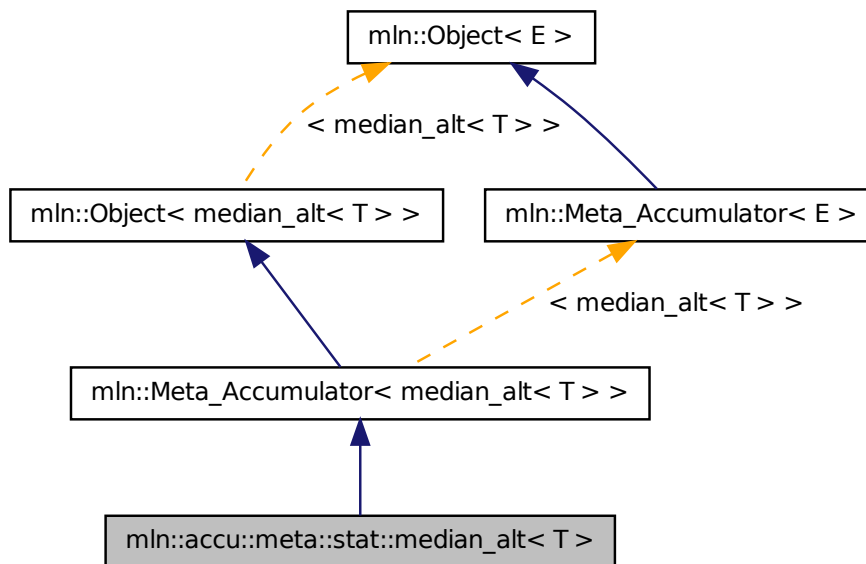 mln::Object< E >
< median_alt< T > >
mln::Object< median_alt< T > >
mln::Meta_Accumulator< E >
< median_alt< T > >
mln::Meta_Accumulator< median_alt< T > >
mln::accu::meta::stat::median_alt< T >